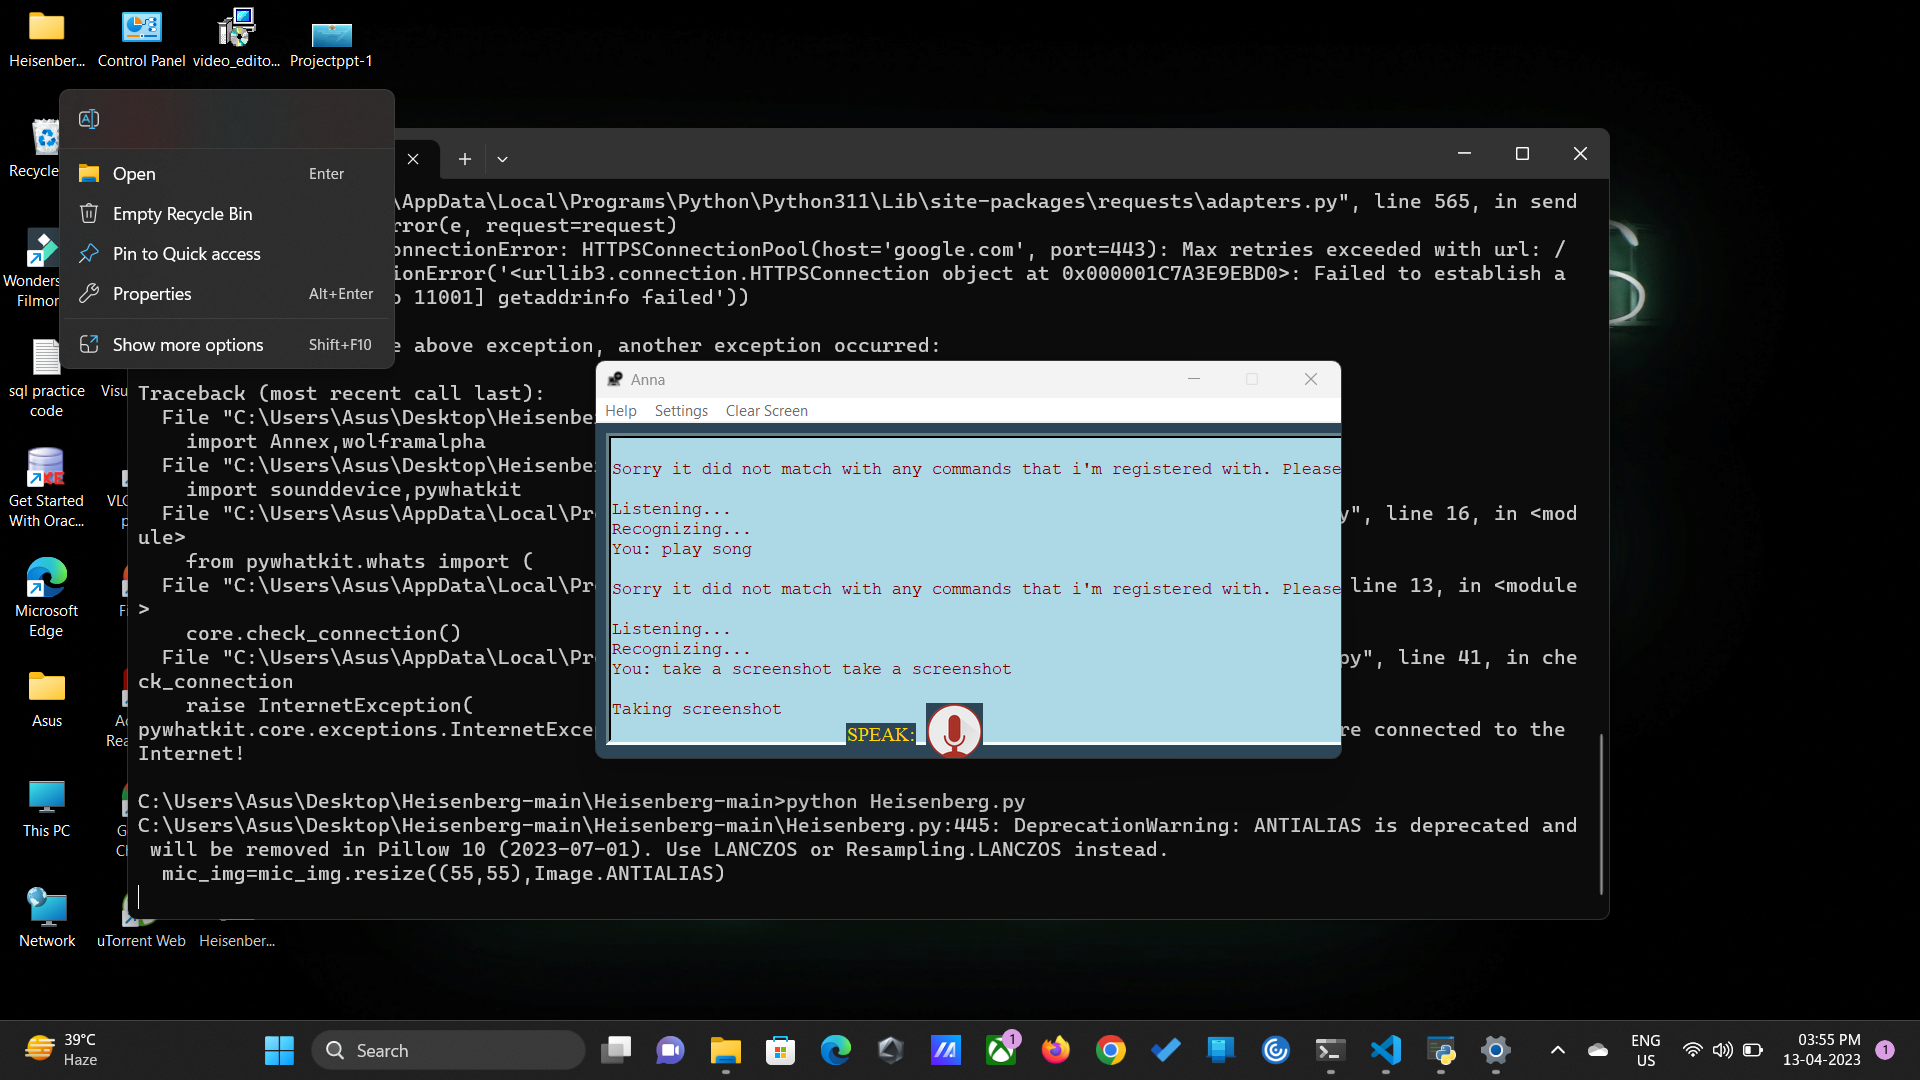 Heisenber...
Control Panel
video_edito...
Projectppt-1
Recycle
Open Enter
Empty Recycle Bin
Pin to Quick access
Properties Alt+Enter
Show more options Shift+F10
Wonders
Filmor
sql practice
code
Visu
Get Started
With Orac...
VLC
p
Microsoft
Edge
Fi
Asus
Ac
Rea
This PC
G
Ch
Network
uTorrent Web
Heisenber...
\AppData\Local\Programs\Python\Python311\Lib\site-packages\requests\adapters.py", line 565, in send
rror(e, request=request)
onnectionError: HTTPSConnectionPool(host='google.com', port=443): Max retries exceeded with url: /
ionError('<urllib3.connection.HTTPSConnection object at 0x000001C7A3E9EBD0>: Failed to establish a
o 11001] getaddrinfo failed'))
e above exception, another exception occurred:
Traceback (most recent call last):
File "C:\Users\Asus\Desktop\Heisenbe
import Annex,wolframalpha
File "C:\Users\Asus\Desktop\Heisenbe
import sounddevice,pywhatkit
File "C:\Users\Asus\AppData\Local\Pr y", line 16, in <mod
ule>
from pywhatkit.whats import (
File "C:\Users\Asus\AppData\Local\Pr line 13, in <module
>
core.check_connection()
File "C:\Users\Asus\AppData\Local\Pr py", line 41, in che
ck_connection
raise InternetException(
pywhatkit.core.exceptions.InternetExce re connected to the
Internet!
C:\Users\Asus\Desktop\Heisenberg-main\Heisenberg-main>python Heisenberg.py
C:\Users\Asus\Desktop\Heisenberg-main\Heisenberg-main\Heisenberg.py:445: DeprecationWarning: ANTIALIAS is deprecated and
will be removed in Pillow 10 (2023-07-01). Use LANCZOS or Resampling.LANCZOS instead.
mic_img=mic_img.resize((55,55),Image.ANTIALIAS)
Anna
Help Settings Clear Screen
Sorry it did not match with any commands that i'm registered with. Please
Listening...
Recognizing...
You: play song
Sorry it did not match with any commands that i'm registered with. Please
Listening...
Recognizing...
You: take a screenshot take a screenshot
Taking screenshot
SPEAK:
39°C
Haze
Search
1
ENG
US
03:55 PM
13-04-2023
1